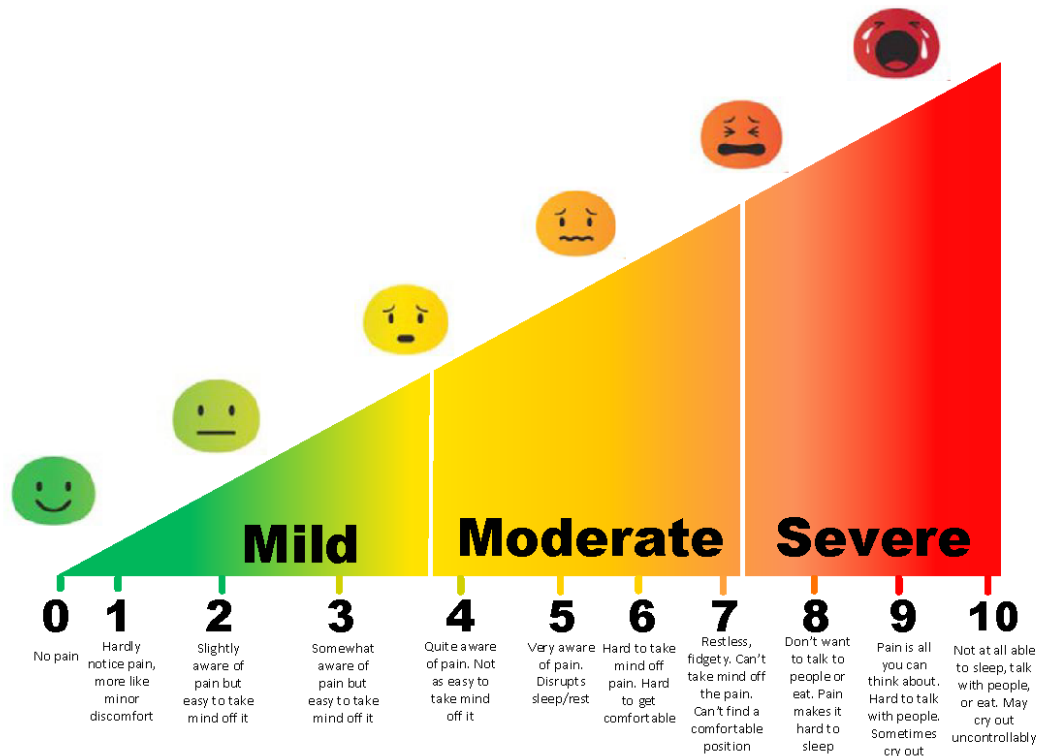 Mild
Moderate
Severe
0
1
2
3
4
5
6
7
8
9
10
No pain
Hardly
notice pain,
more like
minor
discomfort
Slightly
aware of
pain but
easy to take
mind off it
Somewhat
aware of
pain but
easy to take
mind off it
Quite aware
of pain. Not
as easy to
take mind
off it
Very aware
of pain.
Disrupts
sleep/rest
Hard to take
mind off
pain. Hard
to get
comfortable
Restless,
fidgety. Can't
take mind off
the pain.
Can't find a
comfortable
position
Don't want
to talk to
people or
eat. Pain
makes it
hard to
sleep
Pain is all
you can
think about.
Hard to talk
with people.
Sometimes
cry out
Not at all able
to sleep, talk
with people,
or eat. May
cry out
uncontrollably